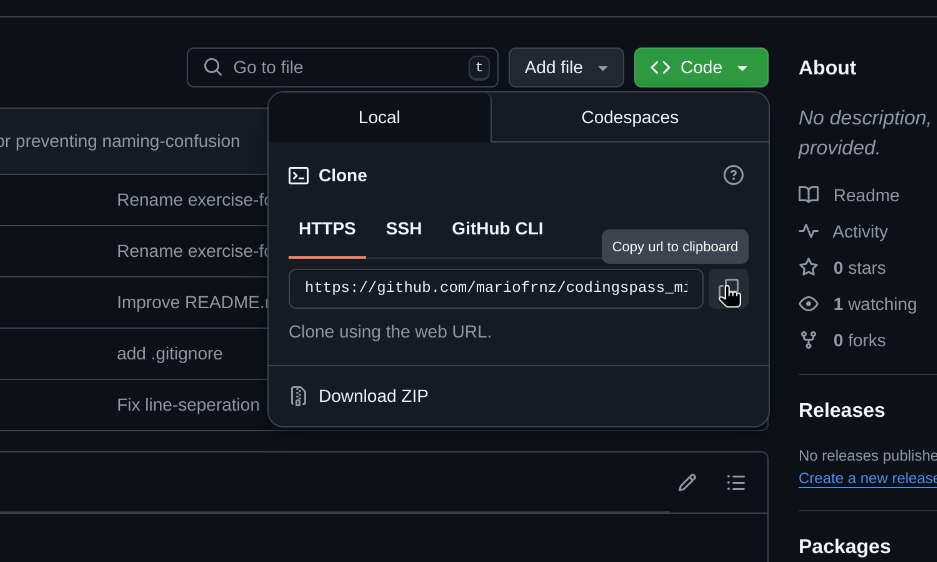 Go to file
t
Add file
Code
About
Local
Codespaces
No description,
provided.
or preventing naming-confusion
Clone
Readme
Rename exercise-fo
HTTPS
SSH
GitHub CLI
Activity
Copy url to clipboard
Rename exercise-fo
0 stars
https://github.com/mariofrnz/codingspass_mi
Improve README.
1 watching
Clone using the web URL.
0 forks
add .gitignore
Download ZIP
Fix line-seperation
Releases
No releases publishe
Create a new release
Packages